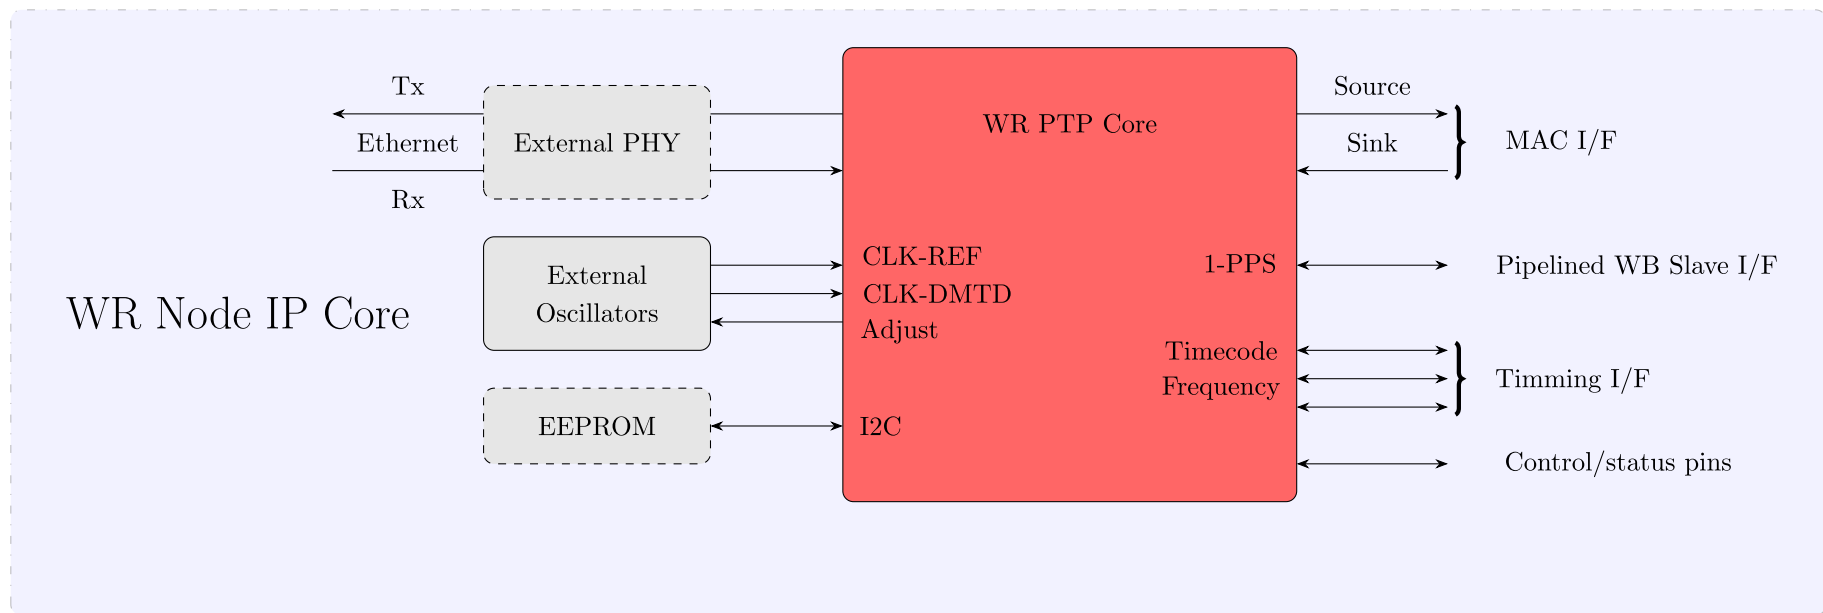 Tx
Ethernet
Rx
External PHY
WR PTP Core
Source
Sink
MAC I/F
WR Node IP Core
External
Oscillators
CLK-REF
CLK-DMTD
Adjust
1-PPS
Pipelined WB Slave I/F
Timecode
Frequency
Timming I/F
EEPROM
I2C
Control/status pins